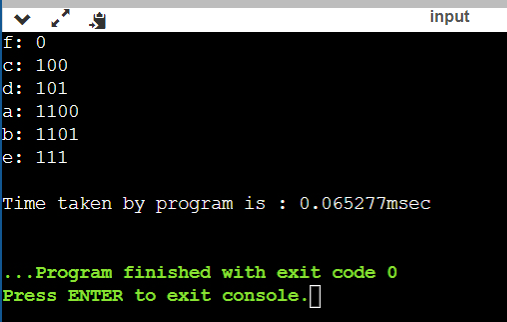 input
f: 0
c: 100
d: 101
a: 1100
b: 1101
e: 111
Time taken by program is : 0.065277msec
...Program finished with exit code 0
Press ENTER to exit console.